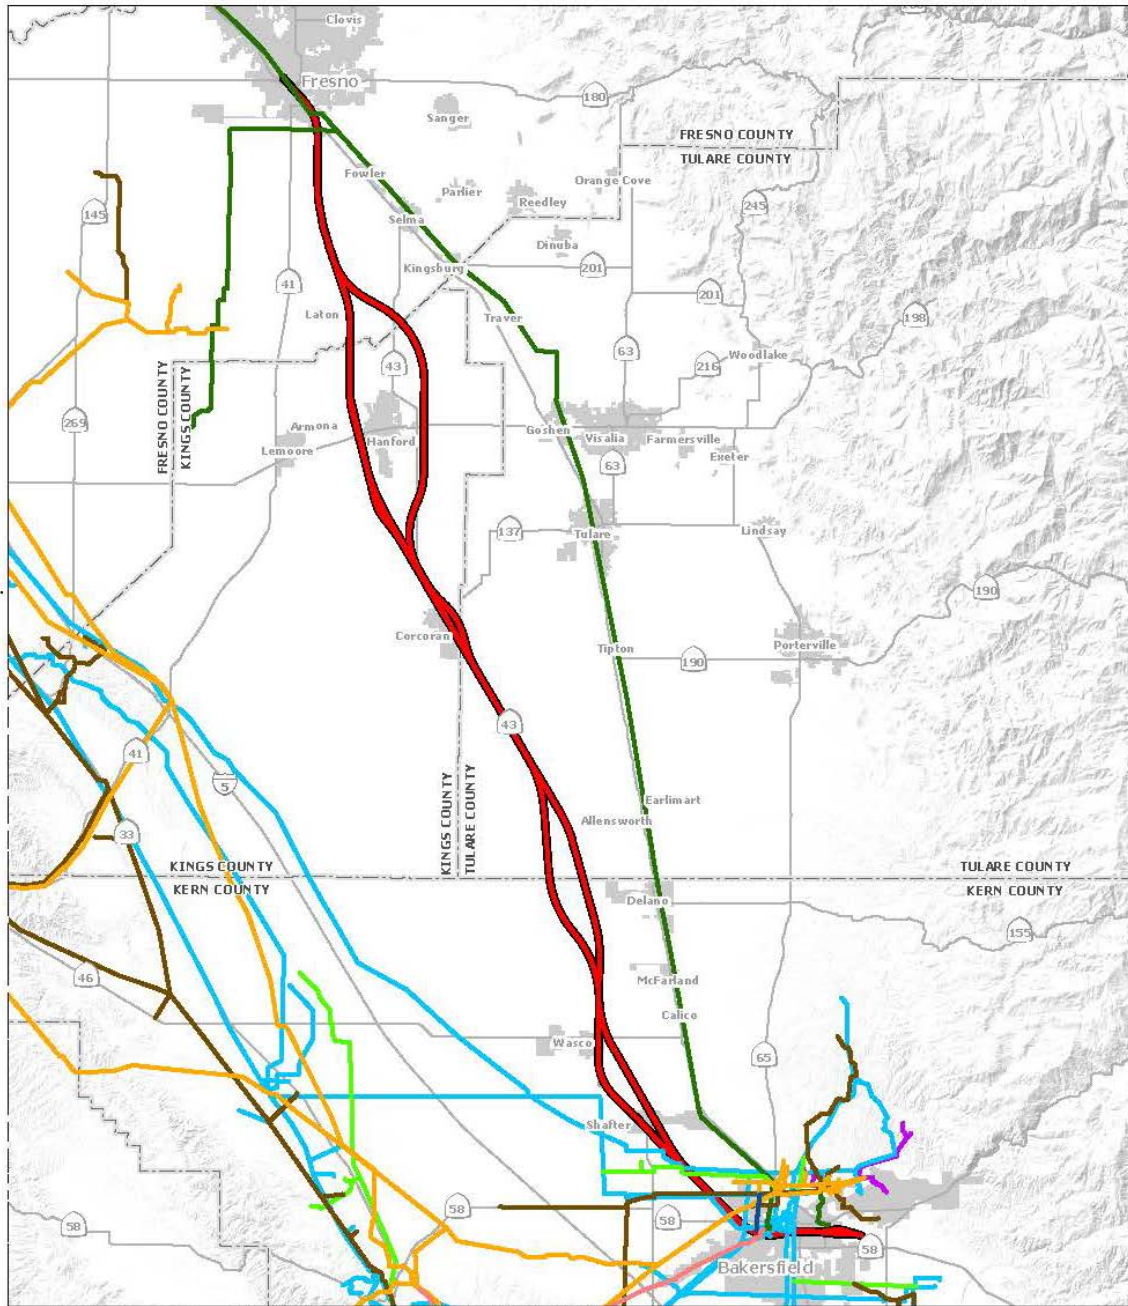 Clovis
Fresno
180
Sanger
FRESNO COUNTY
TULARE COUNTY
Fowler
Parlier
Orange Cove
Reedley
145
Selma
245
Dinuba
Kingsburg
201
41
201
Laton
Traver
198
63
Woodlake
43
216
FRESNO COUNTY
KINGS COUNTY
269
Armona
Hanford
Goshen
Visalia
Farmersville
Lemoore
Exeter
63
137
Tulare
Lindsay
190
Corcoran
Tipton
Porterville
190
43
41
5
KINGS COUNTY
TULARE COUNTY
Earlimart
Allensworth
33
KINGS COUNTY
KERN COUNTY
TULARE COUNTY
KERN COUNTY
Delano
155
46
McFarland
Calico
Wasco
65
Shafter
58
58
58
58
Bakersfield